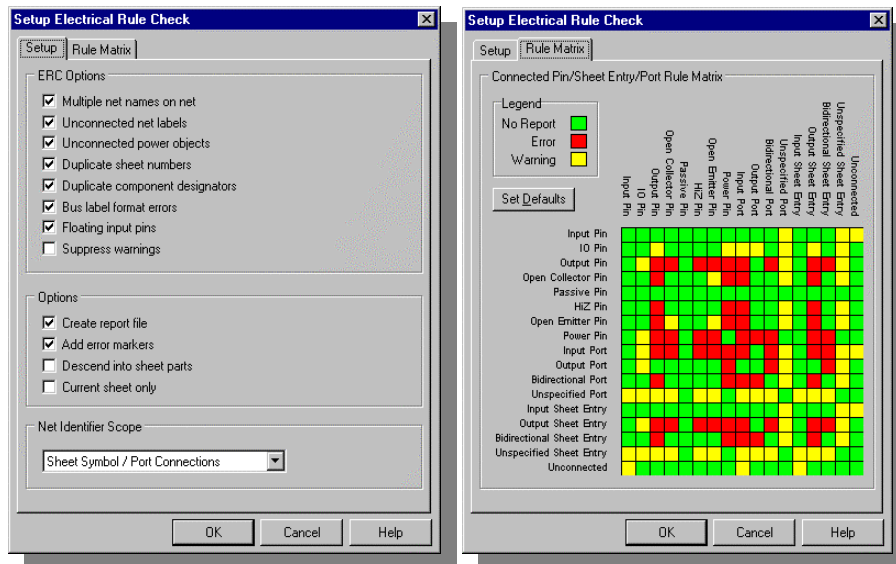 Setup Electrical Rule Check
Setup
Rule Matrix
ERC Options
Multiple net names on net
Unconnected net labels
Unconnected power objects
Duplicate sheet numbers
Duplicate component designators
Bus label format errors
Floating input pins
Suppress warnings
Options
Create report file
Add error markers
Descend into sheet parts
Current sheet only
Net Identifier Scope
Sheet Symbol / Port Connections
OK
Cancel
Help
Setup Electrical Rule Check
Setup
Rule Matrix
Connected Pin/Sheet Entry/Port Rule Matrix
Legend
No Report
Error
Warning
Set Defaults
Input Pin
IO Pin
Output Pin
Open Collector Pin
Passive Pin
HiZ Pin
Open Emitter Pin
Power Pin
Input Port
Output Port
Bidirectional Port
Unspecified Port
Input Sheet Entry
Output Sheet Entry
Bidirectional Sheet Entry
Unspecified Sheet Entry
Unconnected
Input Pin
IO Pin
Output Pin
Open Collector Pin
Passive Pin
HiZ Pin
Open Emitter Pin
Power Pin
Input Port
Output Port
Bidirectional Port
Unspecified Port
Input Sheet Entry
Output Sheet Entry
Bidirectional Sheet Entry
Unspecified Sheet Entry
Unconnected
OK
Cancel
Help